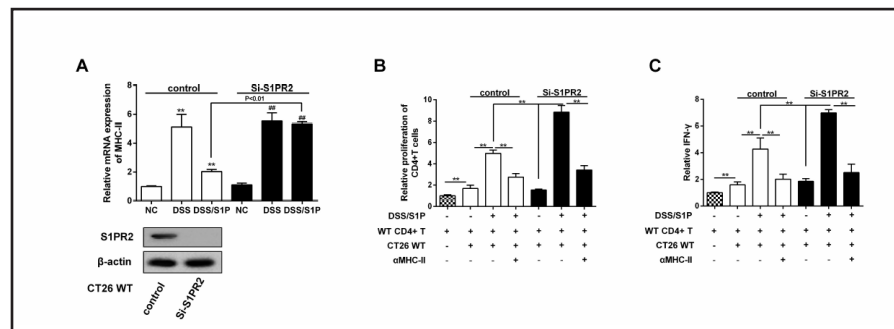 A
control
Si-S1PR2
P<0.01
Relative mRNA expression
of MHC-II
8
6
4
2
0
**
**
##
##
NC
DSS
DSS/S1P
NC
DSS
DSS/S1P
S1PR2
β-actin
CT26 WT
control
Si-S1PR2
B
control
Si-S1PR2
Relative proliferation of
CD4+T cells
10
8
6
4
2
0
**
**
**
**
**
**
DSS/S1P - - + + - + +
WT CD4+ T + + + + + + +
CT26 WT - + + + + + +
αMHC-II - - - + - - +
C
control
Si-S1PR2
Relative IFN-γ
10
8
6
4
2
0
**
**
**
**
**
DSS/S1P - - + + - + +
WT CD4+ T + + + + + + +
CT26 WT - + + + + + +
αMHC-II - - - + - - +